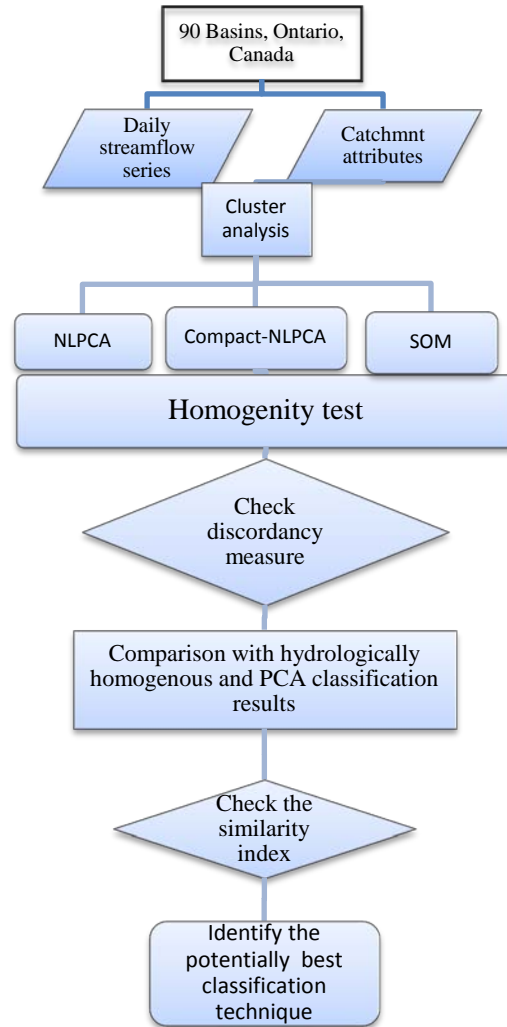 90 Basins, Ontario,
Canada
Daily
streamflow
series
Catchmnt
attributes
Cluster
analysis
NLPCA
Compact-NLPCA
SOM
Homogenity test
Check
discordancy
measure
Comparison with hydrologically
homogenous and PCA classification
results
Check the
similarity
index
Identify the
potentially best
classification
technique